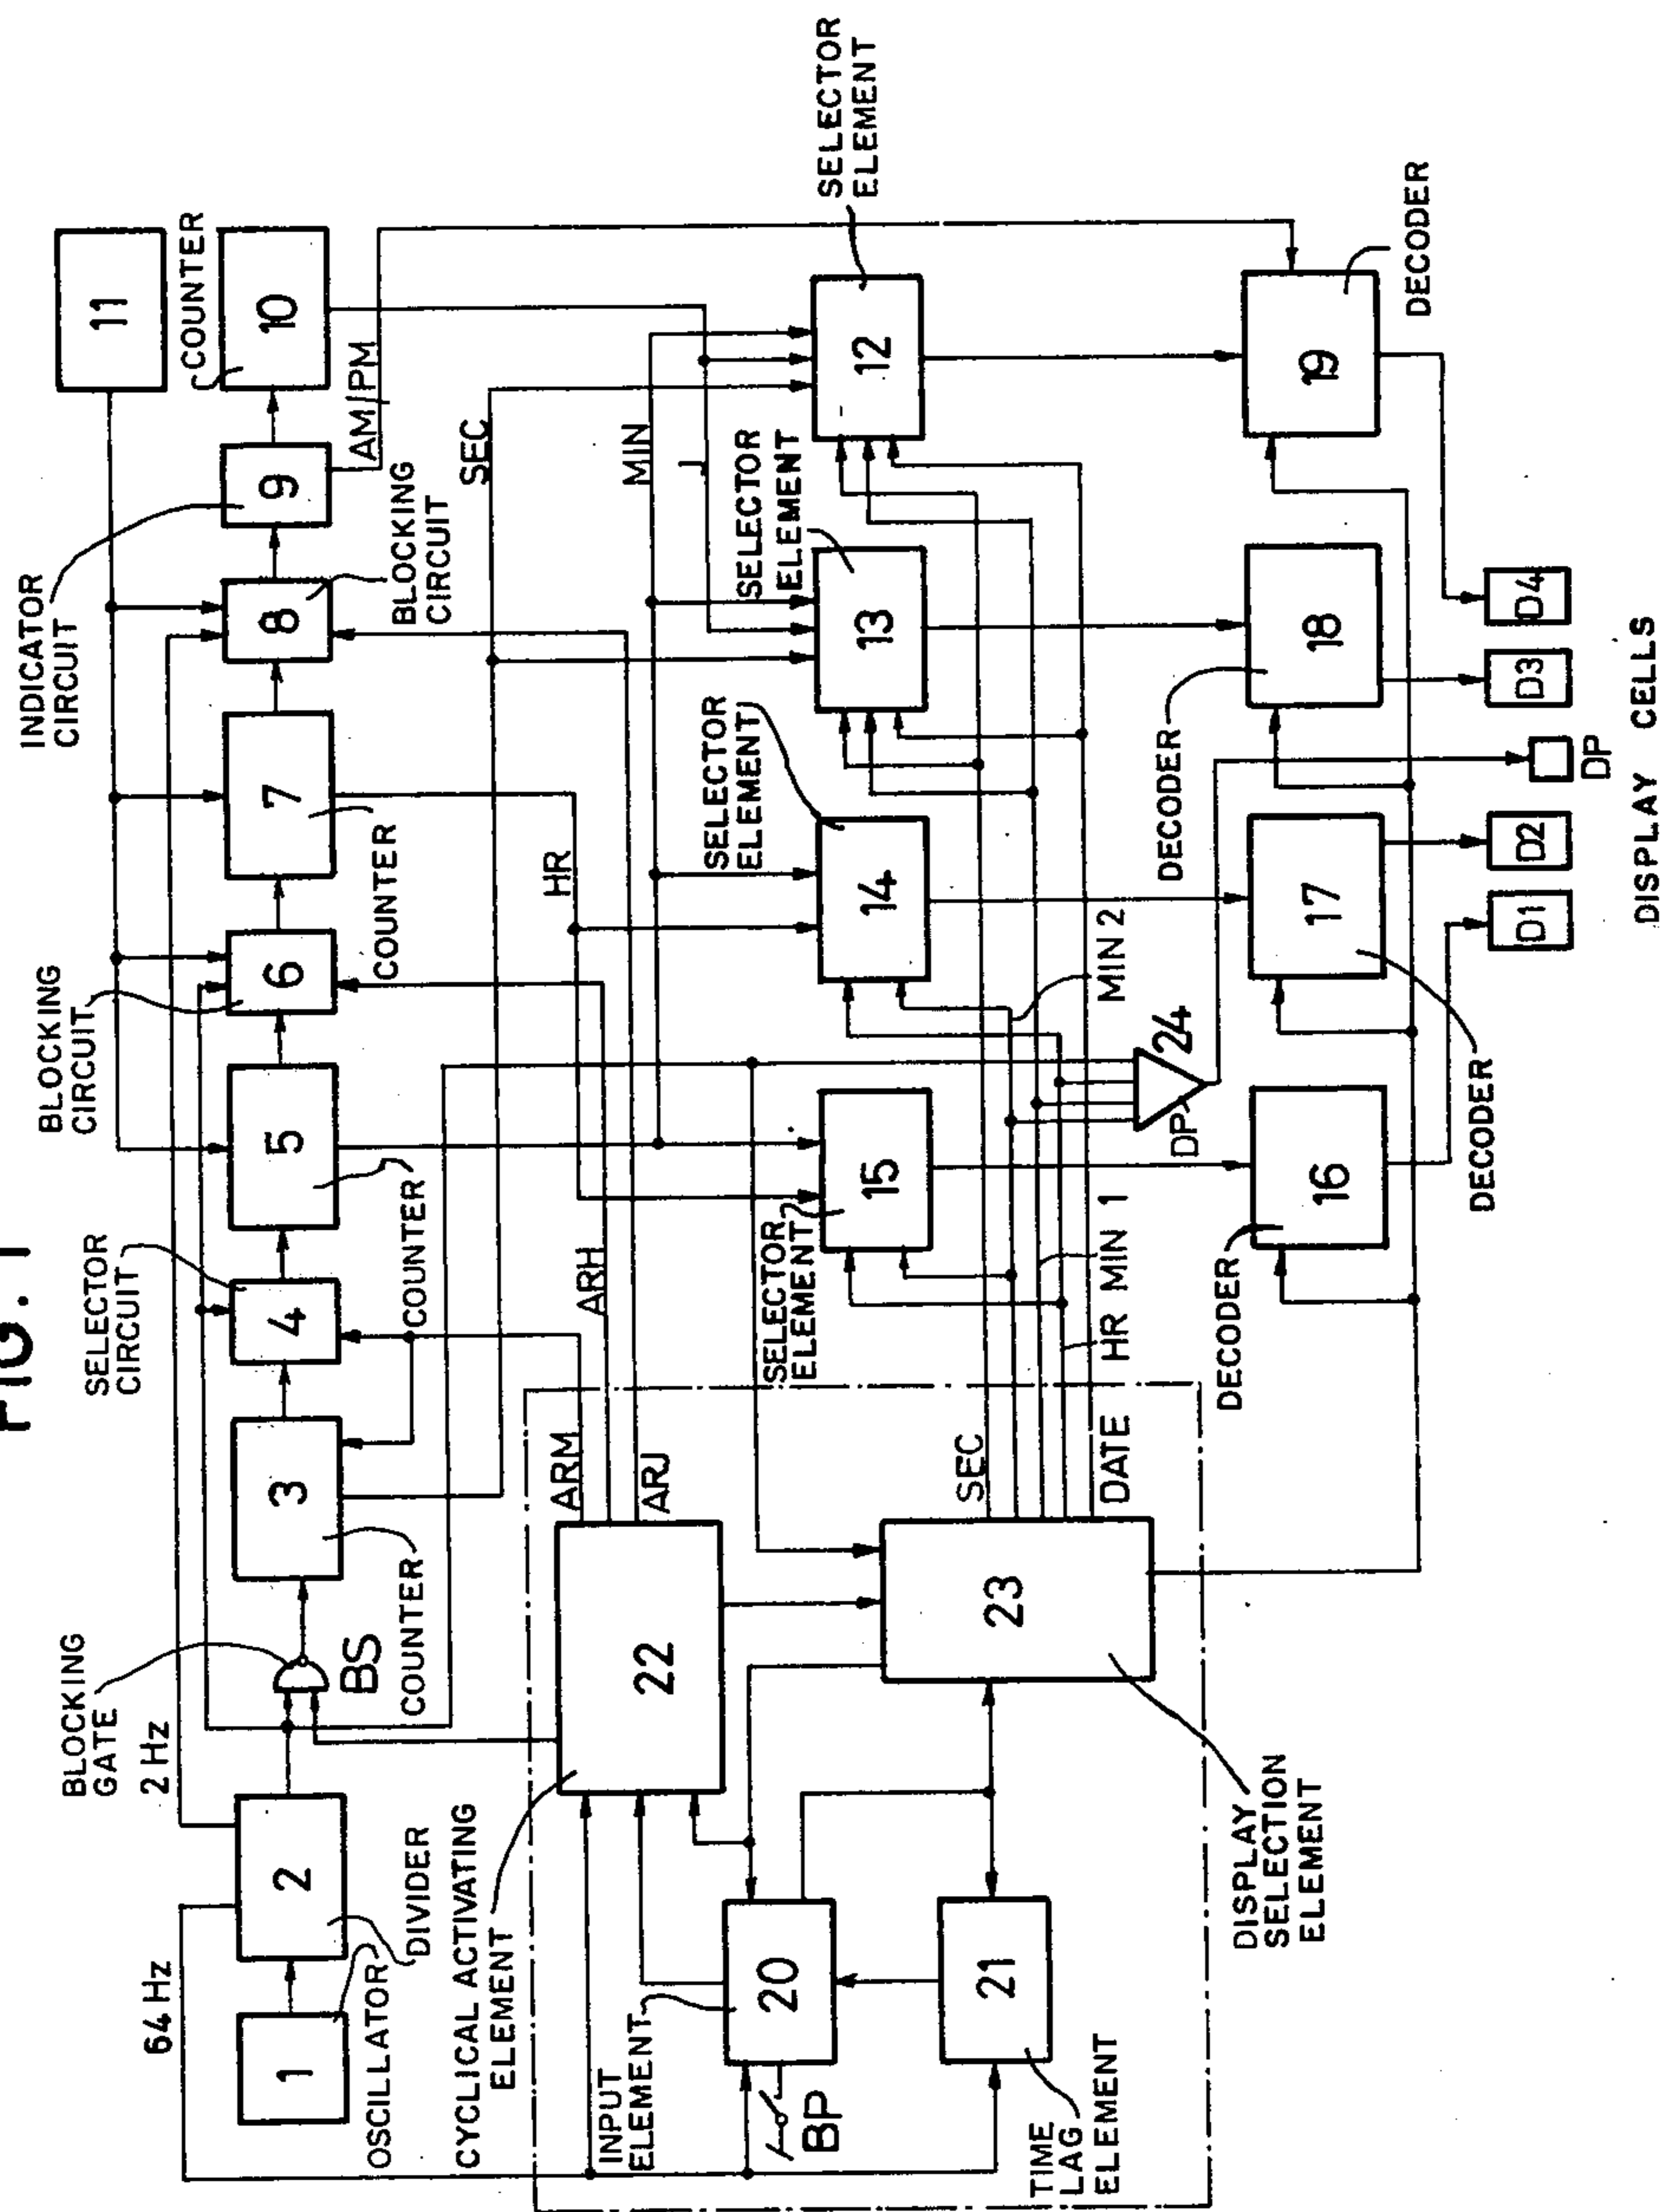 FIG. 1
64 Hz
2 Hz
BLOCKING
GATE
SELECTOR
CIRCUIT
BLOCKING
CIRCUIT
INDICATOR
CIRCUIT
11
1
2
BS
3
4
5
6
7
8
9
10
COUNTER
OSCILLATOR
DIVIDER
COUNTER
COUNTER
COUNTER
BLOCKING
CIRCUIT
AM/PM
CYCLICAL ACTIVATING
ELEMENT
ARM
ARH
ARJ
HR
SEC
MIN
J
22
INPUT
ELEMENT
20
BP
21
TIME
LAG
ELEMENT
23
DISPLAY
SELECTION
ELEMENT
SELECTOR
ELEMENT
15
SELECTOR
ELEMENT
14
SELECTOR
ELEMENT
13
SELECTOR
ELEMENT
12
SEC
DATE
HR
MIN 1
MIN 2
DP
24
DECODER
16
DECODER
17
DECODER
18
DECODER
19
D1
D2
DP
D3
D4
DISPLAY CELLS